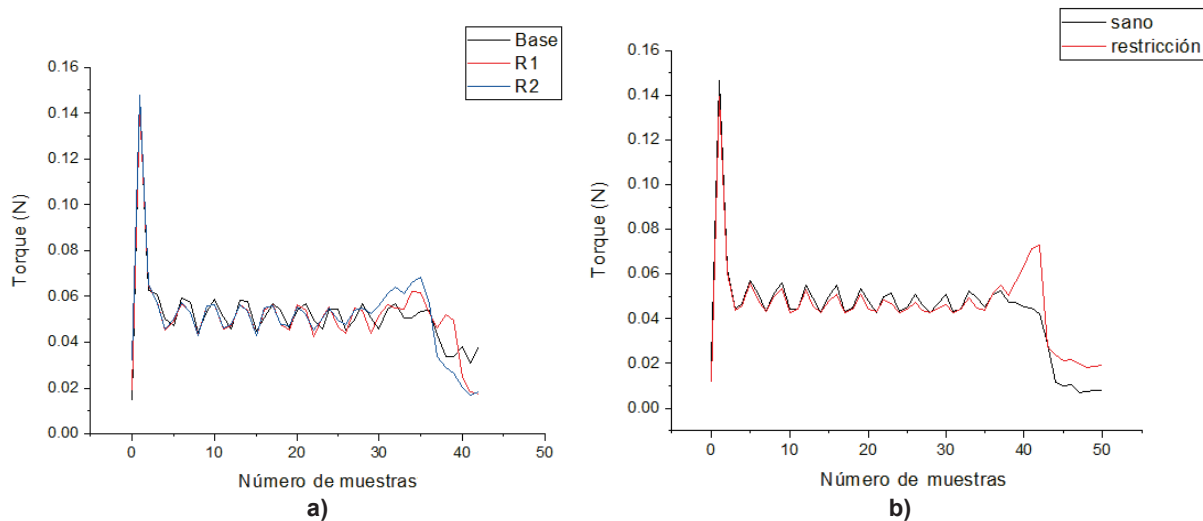 Base
R1
R2
0.16
0.14
0.12
0.10
0.08
0.06
0.04
0.02
0.00
Torque (N)
0
10
20
30
40
50
Número de muestras
a)
sano
restricción
0.16
0.14
0.12
0.10
0.08
0.06
0.04
0.02
0.00
Torque (N)
0
10
20
30
40
50
Número de muestras
b)